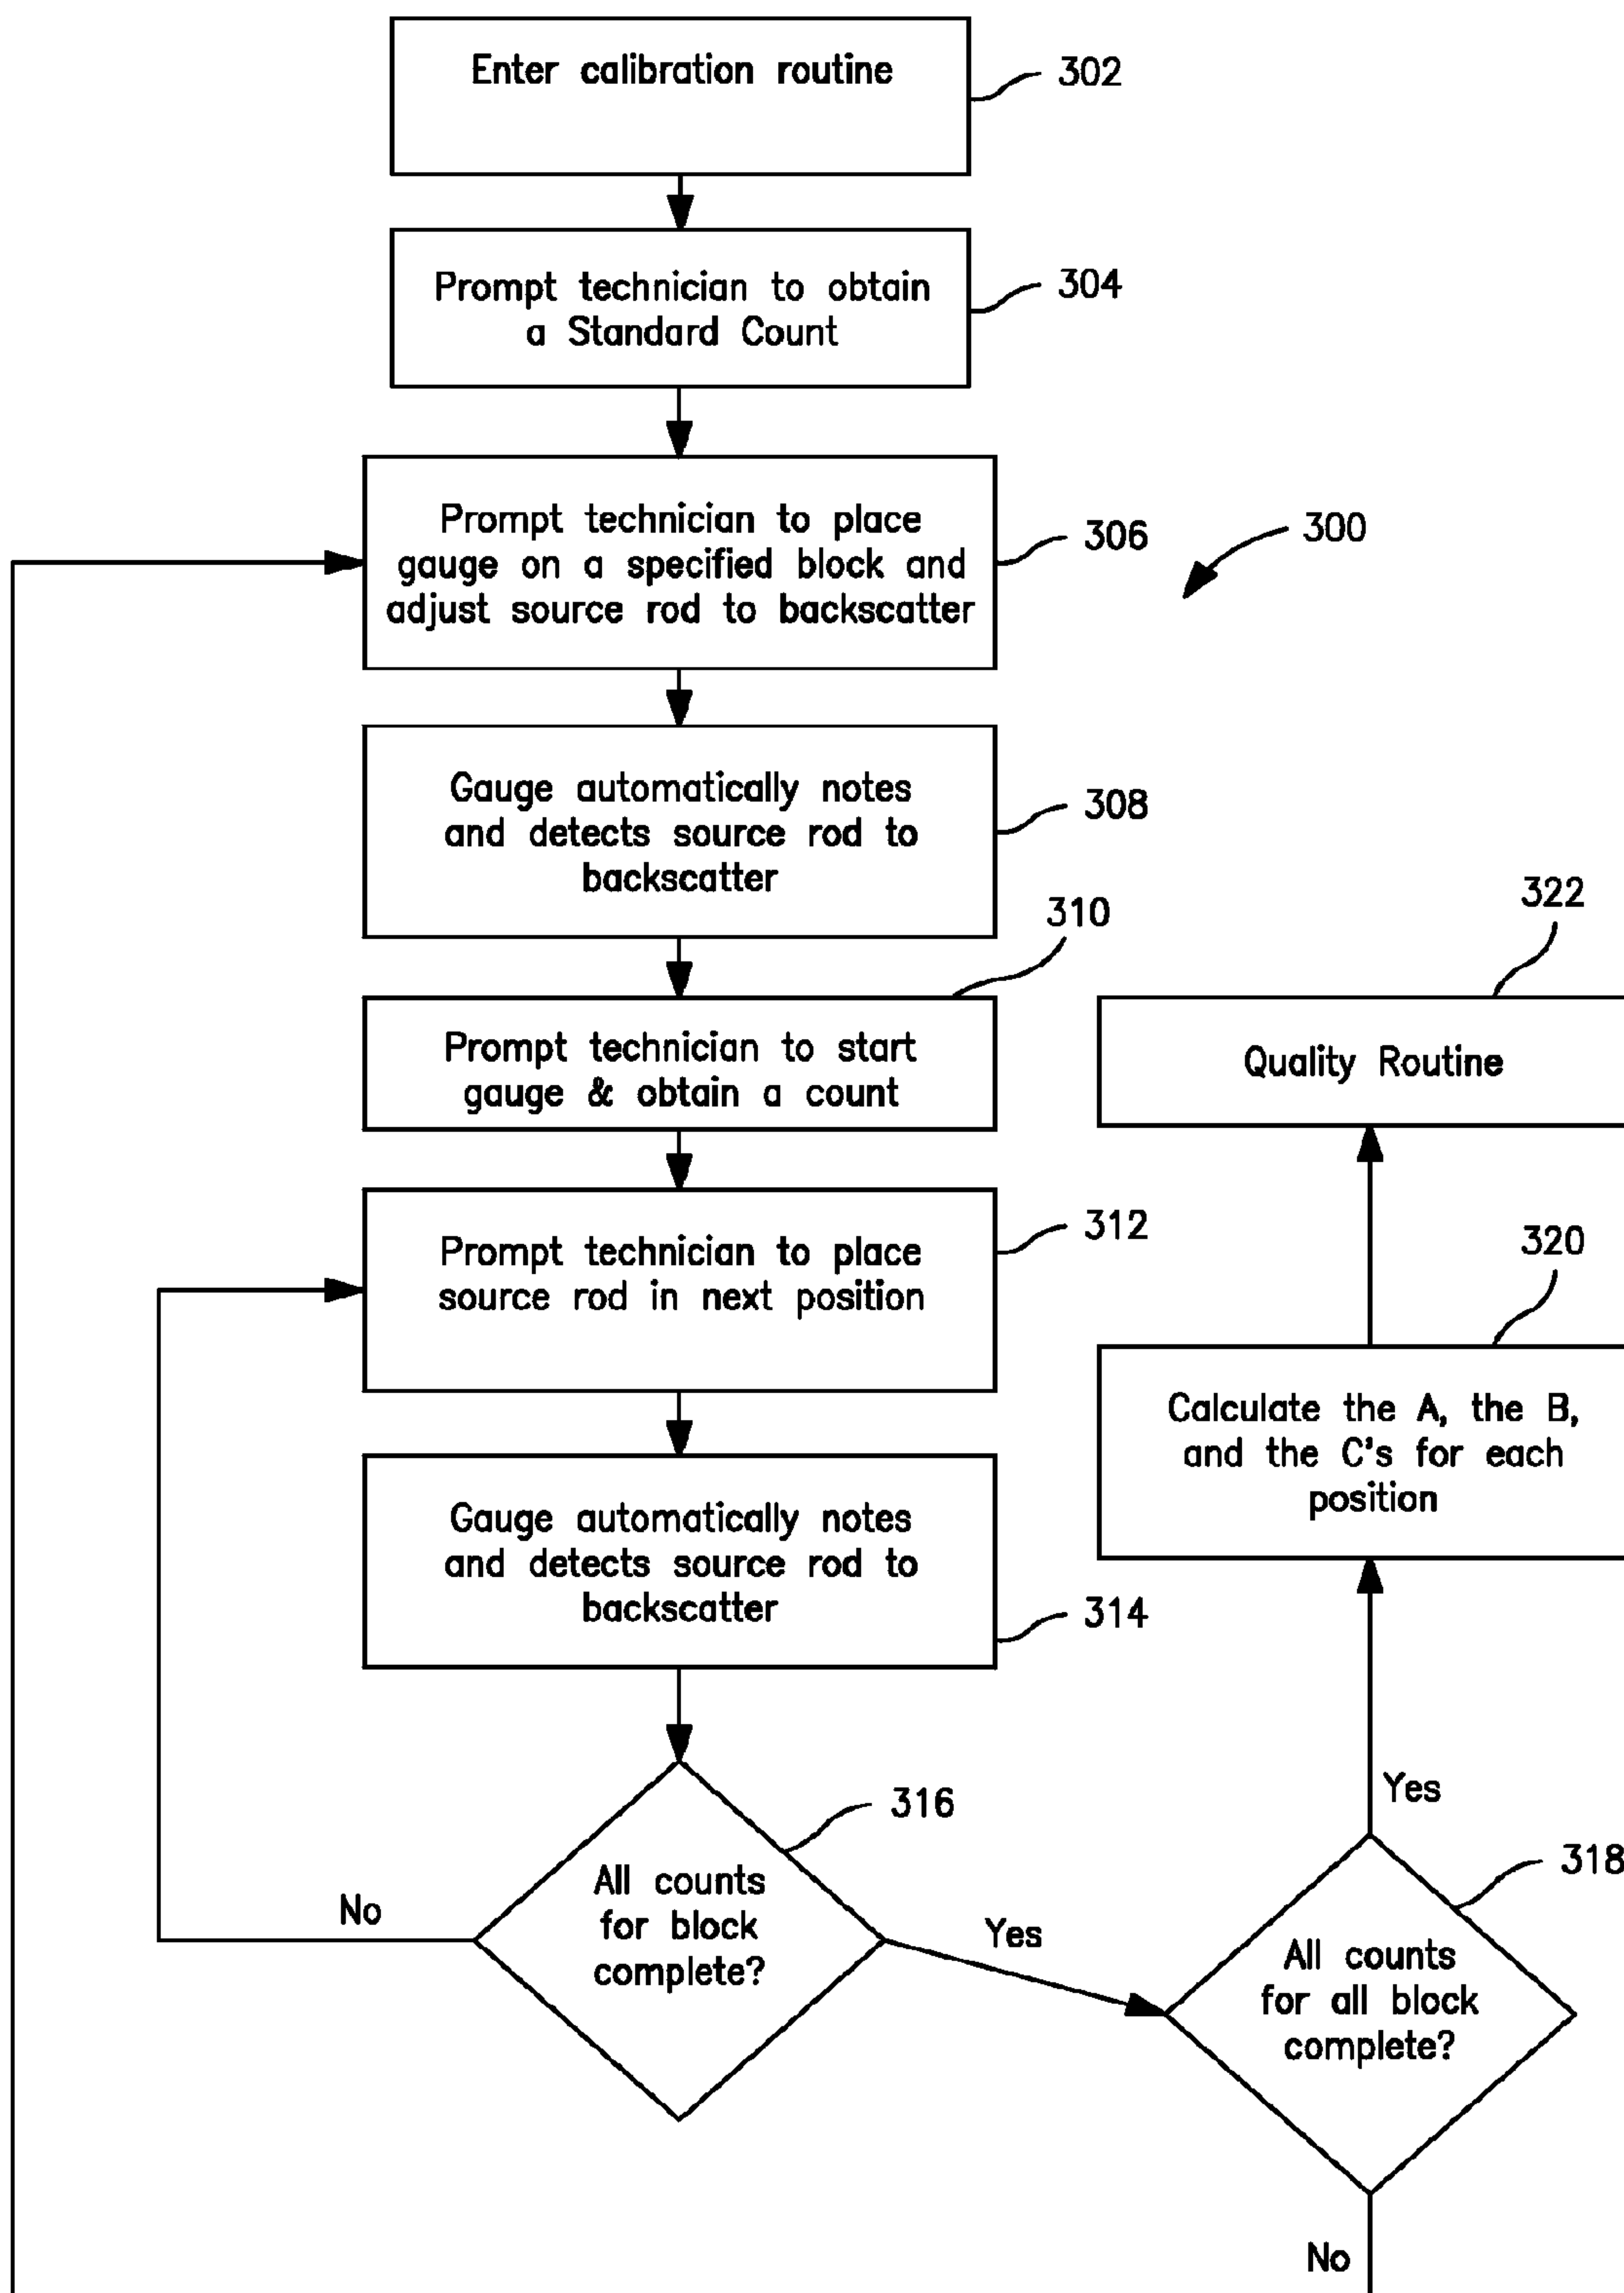 Enter calibration routine
302
Prompt technician to obtain
a Standard Count
304
Prompt technician to place
gauge on a specified block and
adjust source rod to backscatter
306
300
Gauge automatically notes
and detects source rod to
backscatter
308
310
Prompt technician to start
gauge & obtain a count
322
Quality Routine
Prompt technician to place
source rod in next position
312
320
Calculate the A, the B,
and the C's for each
position
Gauge automatically notes
and detects source rod to
backscatter
314
316
All counts
for block
complete?
No
Yes
Yes
318
All counts
for all block
complete?
No